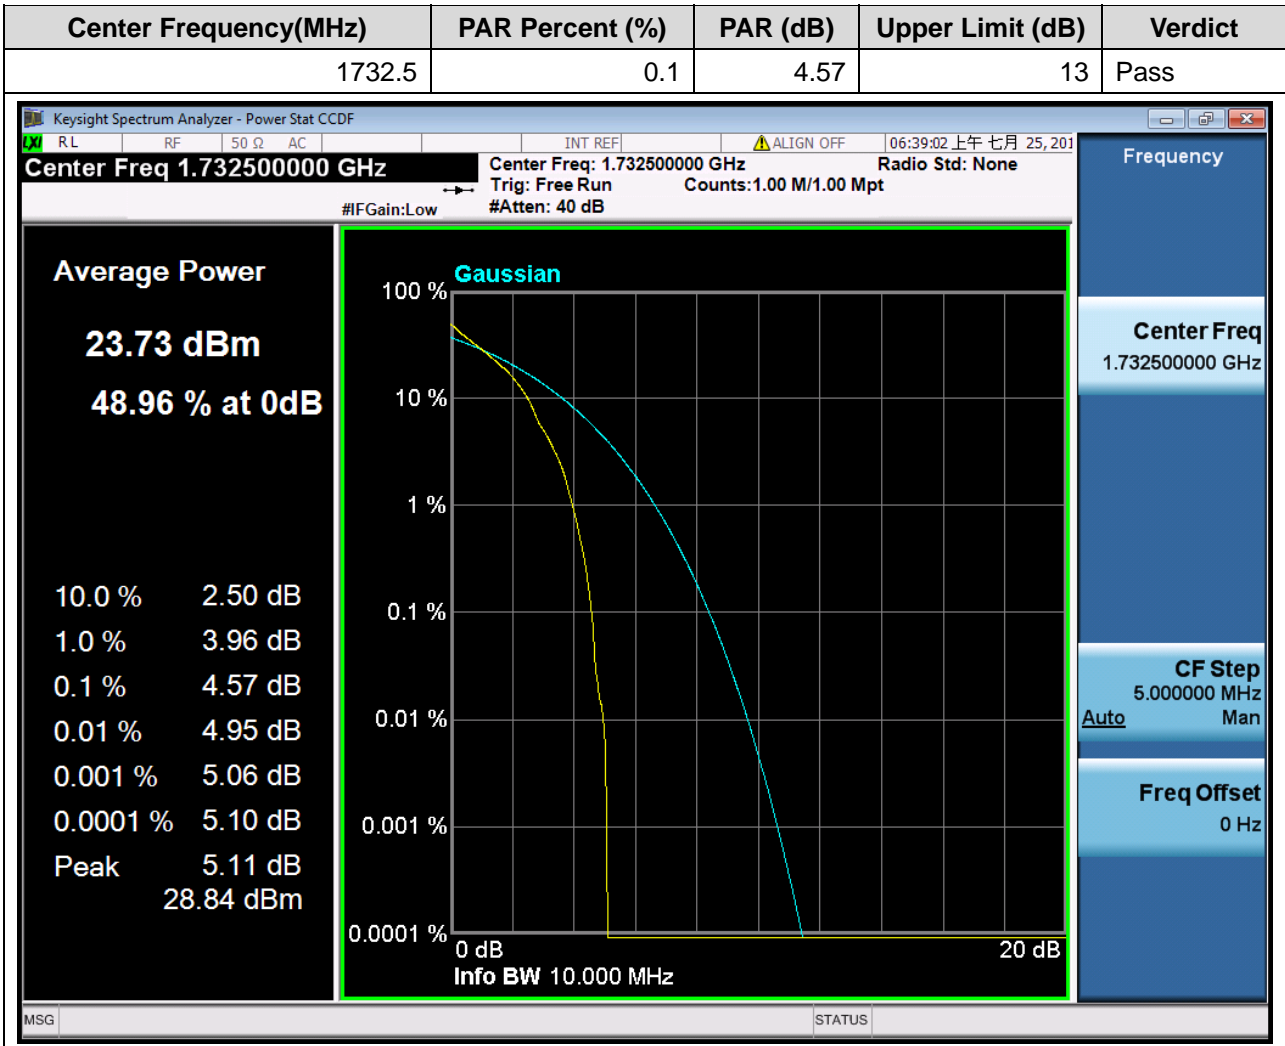 Center Frequency(MHz) PAR Percent (%) PAR (dB) Upper Limit (dB) Verdict
1732.5 0.1 4.57 13 Pass
Keysight Spectrum Analyzer - Power Stat CCDF
LXI RL RF 50 Ω AC INT REF ALIGN OFF 06:39:02 上午 七月 25, 201
Center Freq 1.732500000 GHz
Center Freq: 1.732500000 GHz Radio Std: None
Trig: Free Run Counts:1.00 M/1.00 Mpt
#IFGain:Low #Atten: 40 dB
Average Power
23.73 dBm
48.96 % at 0dB
10.0 % 2.50 dB
1.0 % 3.96 dB
0.1 % 4.57 dB
0.01 % 4.95 dB
0.001 % 5.06 dB
0.0001 % 5.10 dB
Peak 5.11 dB
28.84 dBm
Gaussian
100 %
10 %
1 %
0.1 %
0.01 %
0.001 %
0.0001 %
0 dB 20 dB
Info BW 10.000 MHz
Frequency
Center Freq
1.732500000 GHz
CF Step
5.000000 MHz
Auto Man
Freq Offset
0 Hz
MSG STATUS